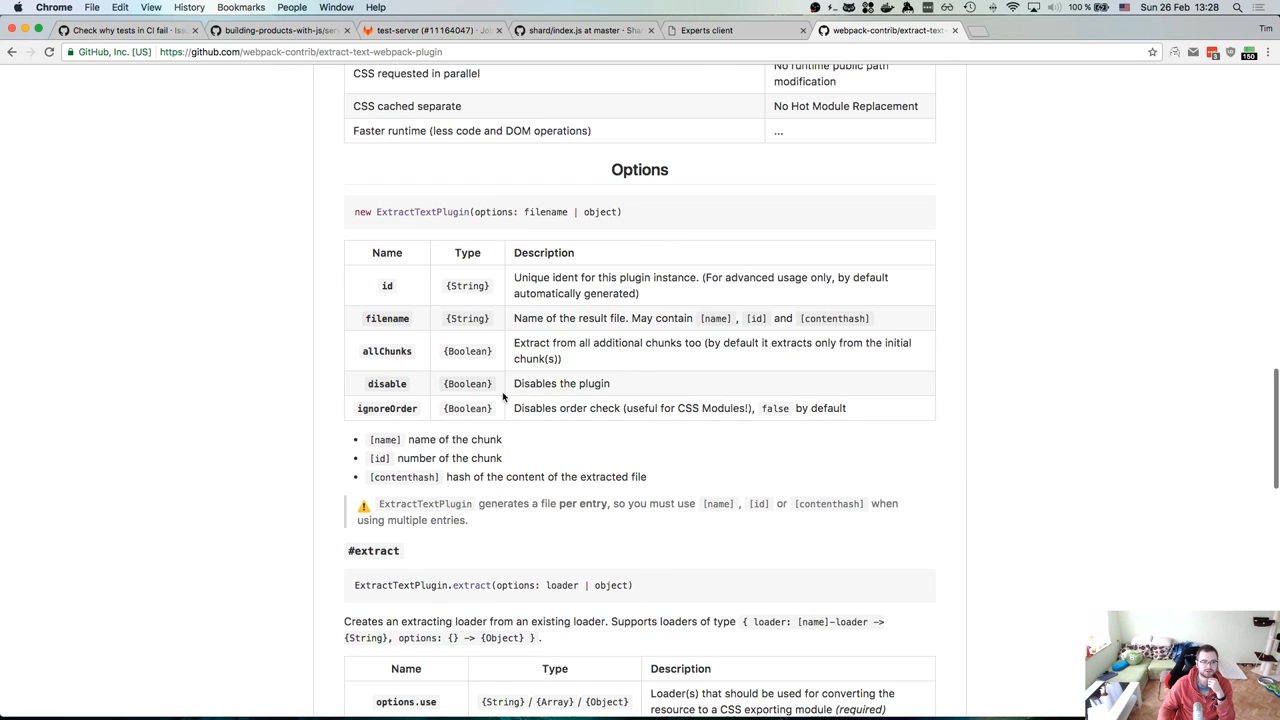 Chrome File Edit View History Bookmarks People Window Help 100 % Sun 26 Feb 13:28
Check why tests in CI fail · Iss building-products-with-js/serv test-server (#11164047) · Jo shard/index.js at master · Sha Experts client webpack-contrib/extract-text- Tim
GitHub, Inc. [US] https://github.com/webpack-contrib/extract-text-webpack-plugin 3 150
CSS requested in parallel
No runtime public path
modification
CSS cached separate
No Hot Module Replacement
Faster runtime (less code and DOM operations)
...
Options
new ExtractTextPlugin(options: filename | object)
Name Type Description
id {String} Unique ident for this plugin instance. (For advanced usage only, by default
automatically generated)
filename {String} Name of the result file. May contain [name] , [id] and [contenthash]
allChunks {Boolean} Extract from all additional chunks too (by default it extracts only from the initial
chunk(s))
disable {Boolean} Disables the plugin
ignoreOrder {Boolean} Disables order check (useful for CSS Modules!), false by default
• [name] name of the chunk
• [id] number of the chunk
• [contenthash] hash of the content of the extracted file
⚠ ExtractTextPlugin generates a file per entry, so you must use [name] , [id] or [contenthash] when
using multiple entries.
#extract
ExtractTextPlugin.extract(options: loader | object)
Creates an extracting loader from an existing loader. Supports loaders of type { loader: [name]-loader ->
{String}, options: {} -> {Object} } .
Name Type Description
options.use {String} / {Array} / {Object} Loader(s) that should be used for converting the
resource to a CSS exporting module (required)